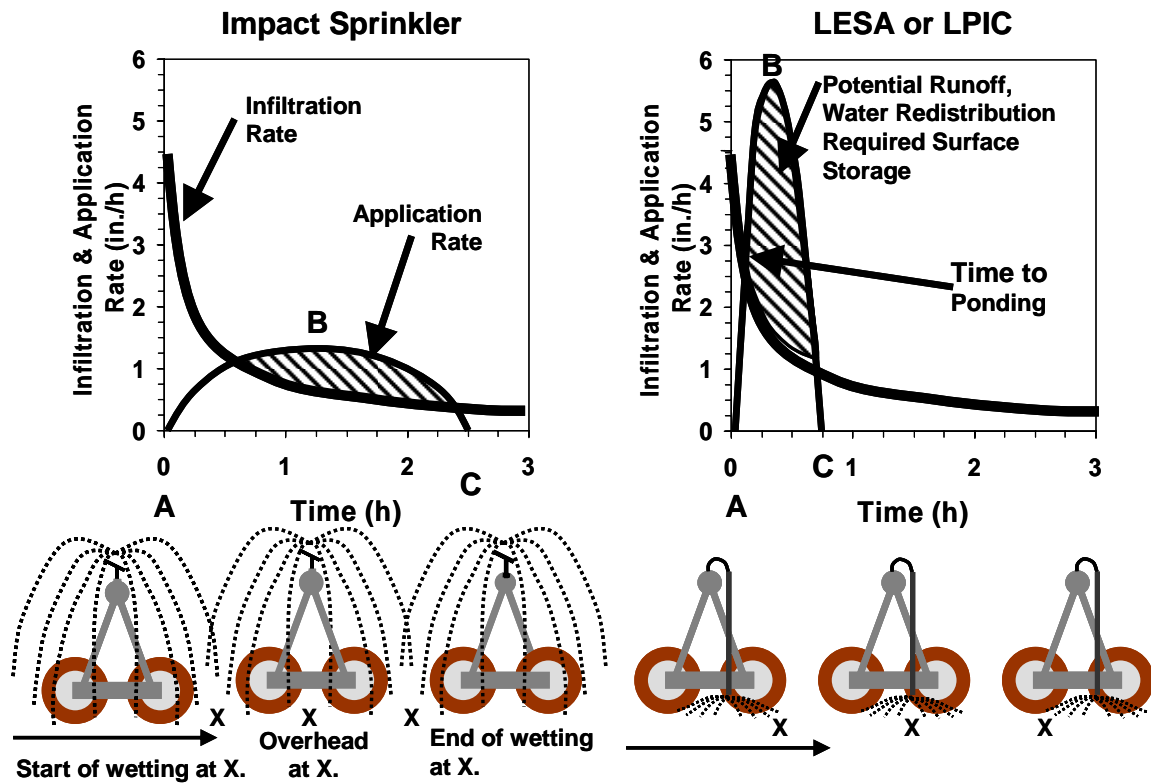 Impact Sprinkler
6
5
4
3
2
1
0
Infiltration & Application
Rate (in./h)
Infiltration
Rate
Application
Rate
B
0
1
2
3
A
C
Time (h)
Start of wetting at X.
X
X
Overhead
at X.
X
End of wetting
at X.
LESA or LPIC
6
5
4
3
2
1
0
Infiltration & Application
Rate (in./h)
B
Potential Runoff,
Water Redistribution
Required Surface
Storage
Time to
Ponding
0
1
2
3
A
C
Time (h)
X
X
X